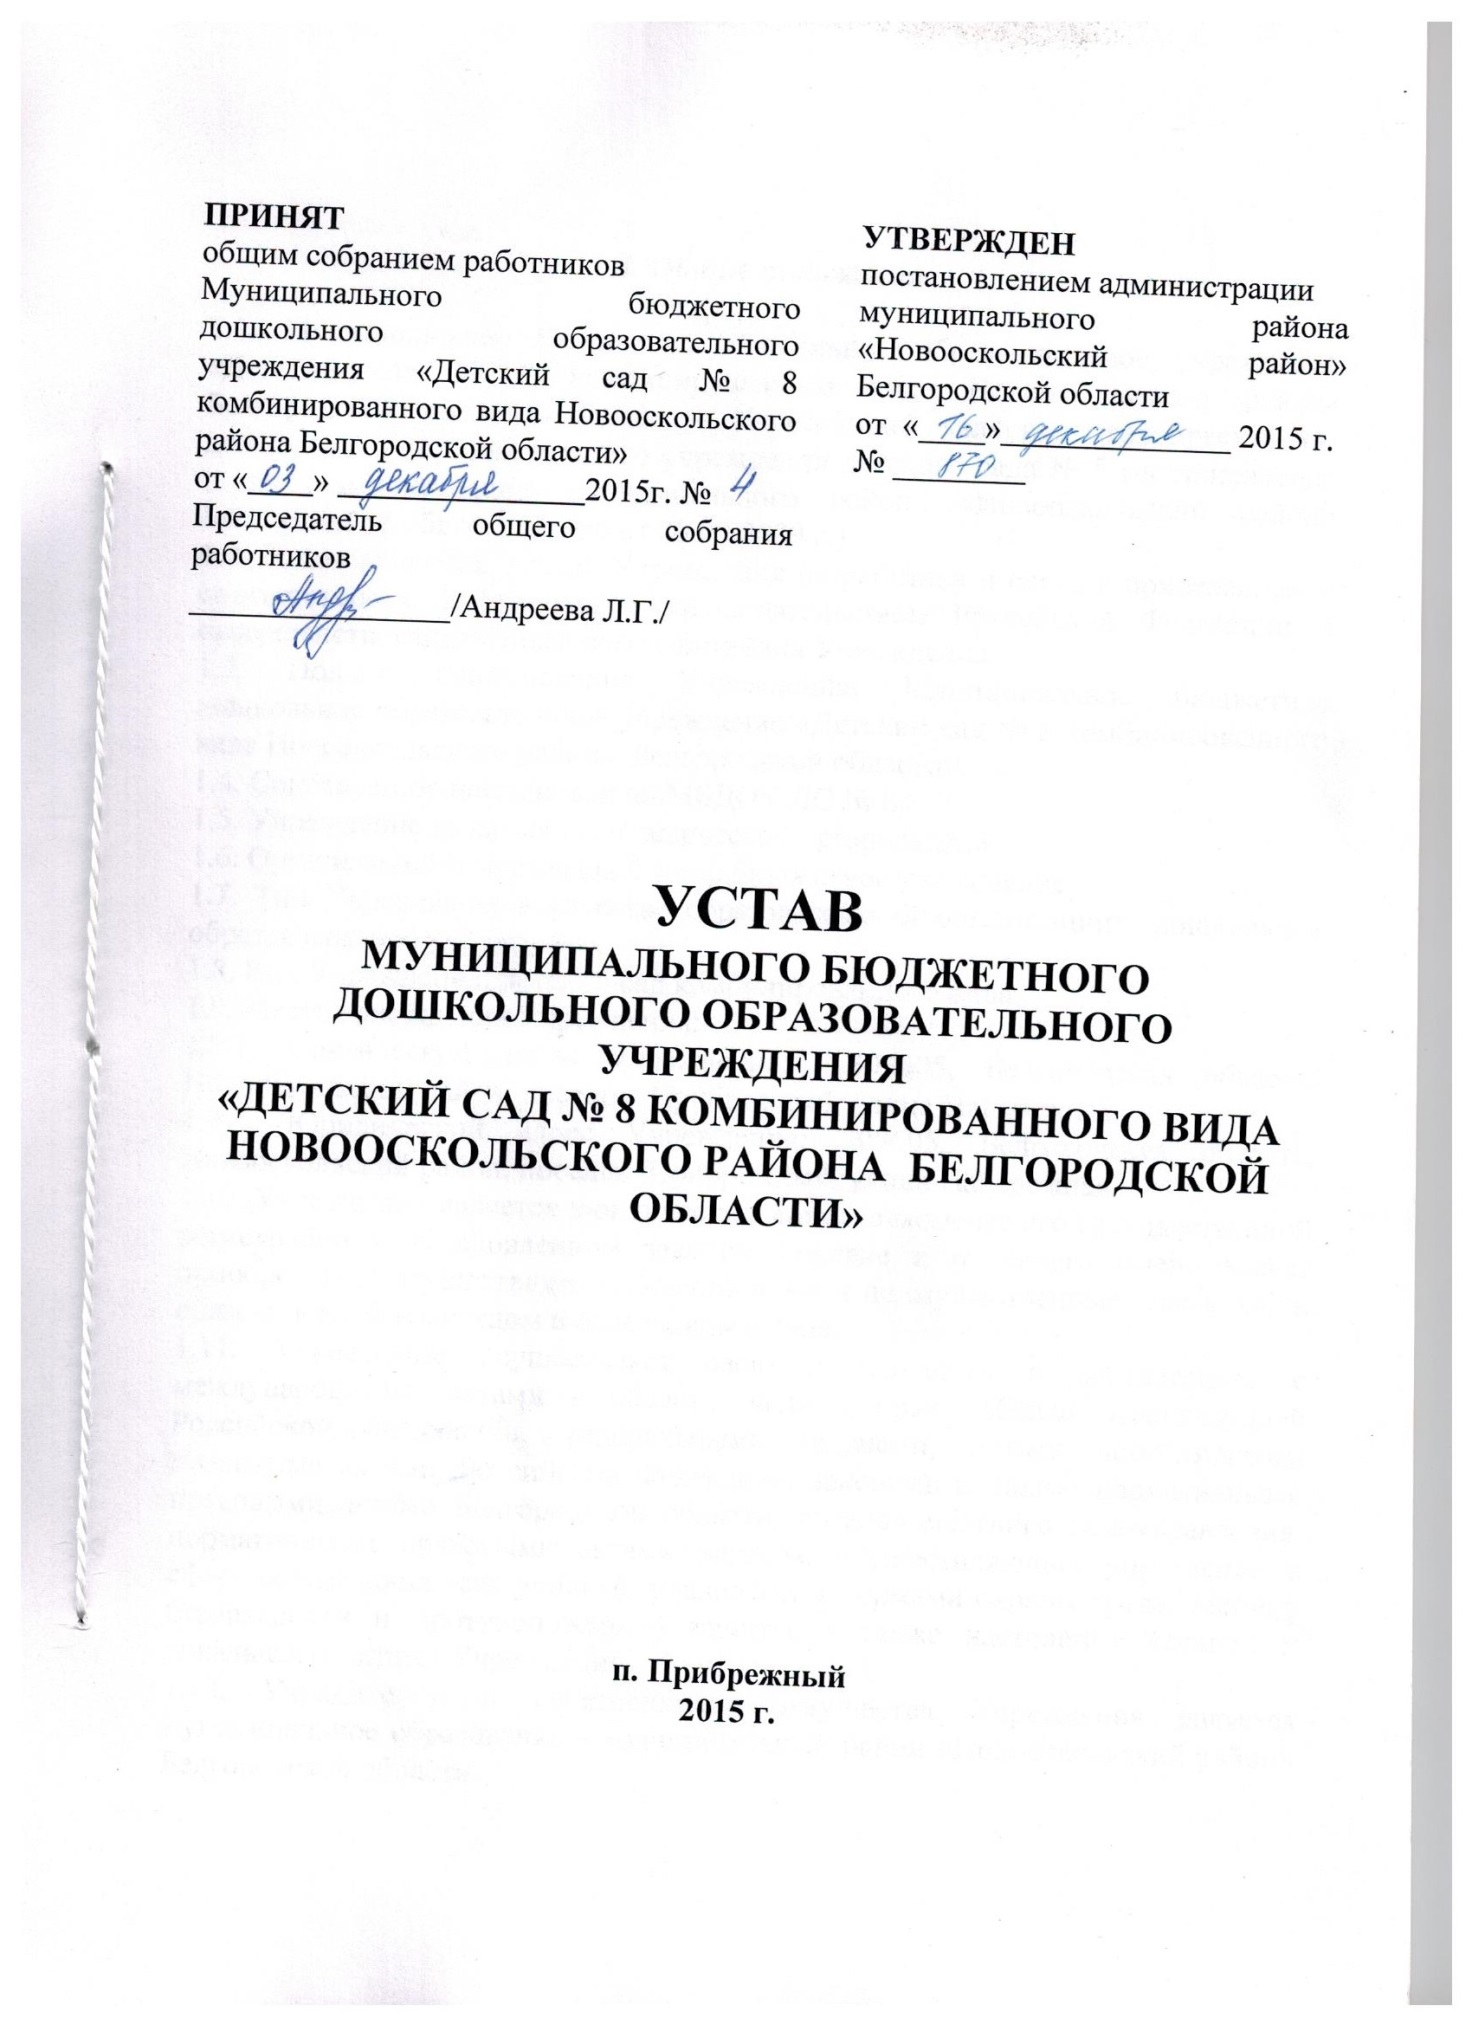 ПРИНЯТ
общим собранием работников
Муниципального бюджетного
дошкольного образовательного
учреждения «Детский сад № 8
комбинированного вида Новооскольского
района Белгородской области»
от «03» декабря 2015г. № 4
Председатель общего собрания
работников
/Андреева Л.Г./
УТВЕРЖДЕН
постановлением администрации
муниципального района
«Новооскольский район»
Белгородской области
от «16» декабря 2015 г.
№ 870
УСТАВ
МУНИЦИПАЛЬНОГО БЮДЖЕТНОГО
ДОШКОЛЬНОГО ОБРАЗОВАТЕЛЬНОГО
УЧРЕЖДЕНИЯ
«ДЕТСКИЙ САД № 8 КОМБИНИРОВАННОГО ВИДА
НОВООСКОЛЬСКОГО РАЙОНА БЕЛГОРОДСКОЙ
ОБЛАСТИ»
п. Прибрежный
2015 г.